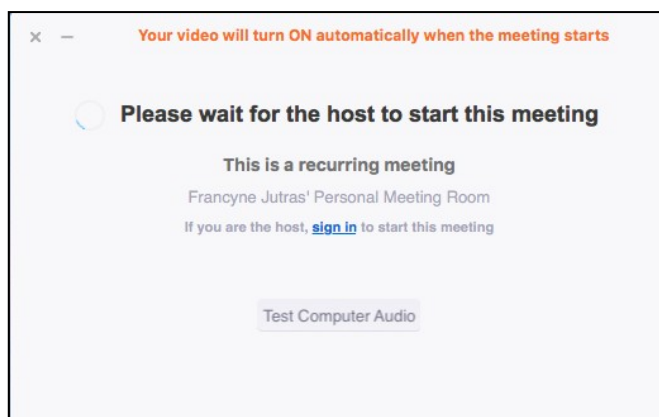 Your video will turn ON automatically when the meeting starts
Please wait for the host to start this meeting
This is a recurring meeting
Francyne Jutras' Personal Meeting Room
If you are the host, sign in to start this meeting
Test Computer Audio